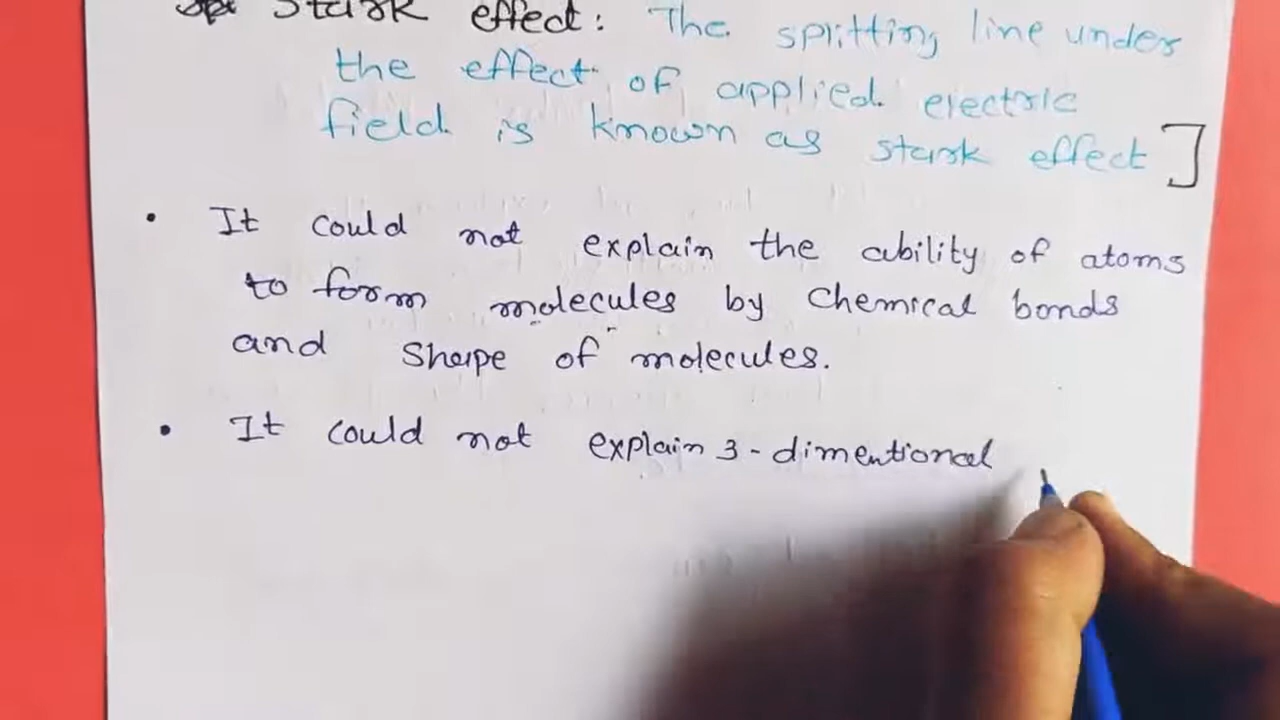 Stark effect: The splitting line under
the effect of applied electric
field is known as stark effect]
• It could not explain the ability of atoms
to form molecules by chemical bonds
and shape of molecules.
• It could not explain 3-dimentional